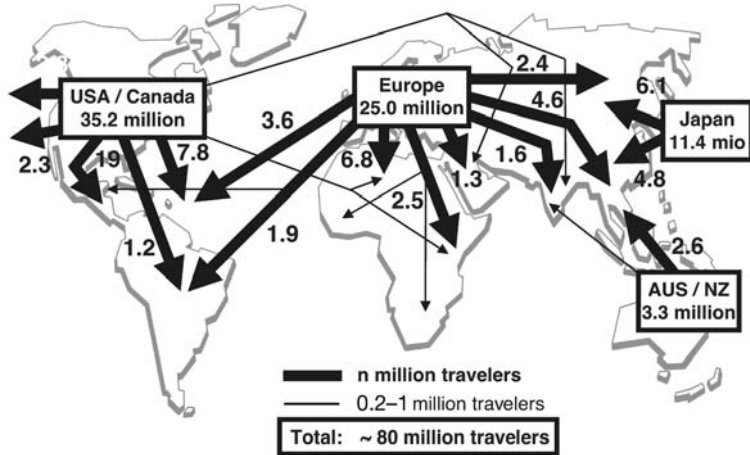 USA / Canada
35.2 million
Europe
25.0 million
2.4
4.6
6.1
Japan
11.4 mio
2.3
19
7.8
3.6
6.8
1.3
1.6
4.8
2.5
1.2
1.9
2.6
AUS / NZ
3.3 million
n million travelers
0.2–1 million travelers
Total: ~ 80 million travelers